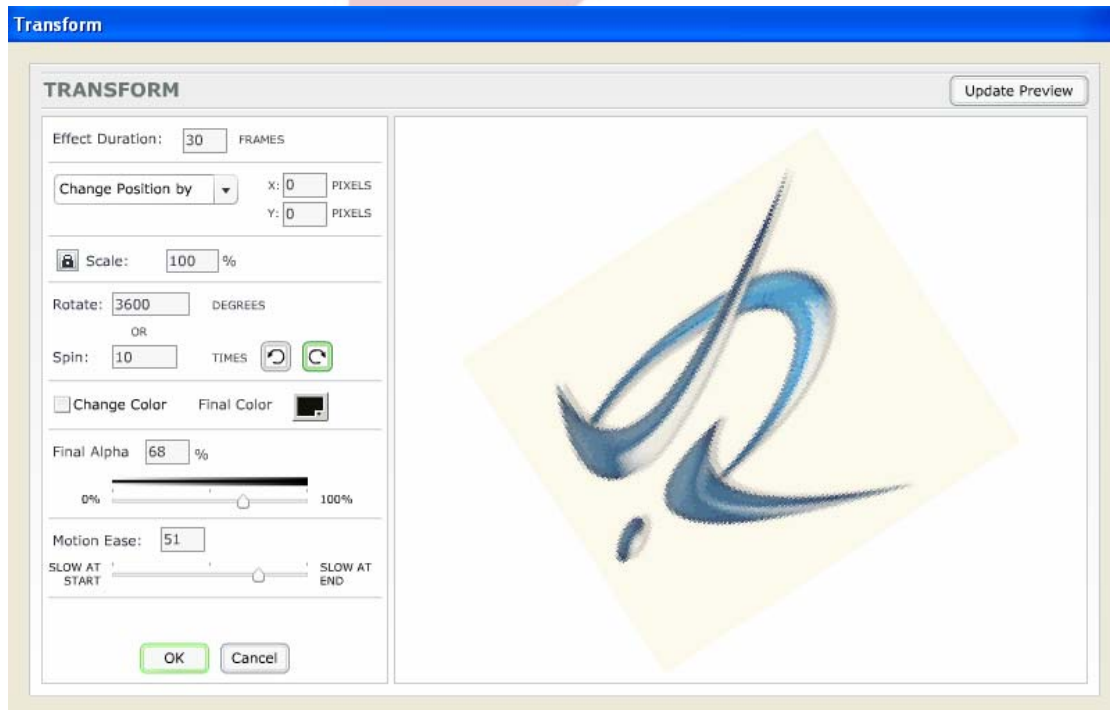 Transform
TRANSFORM
Update Preview
Effect Duration: 30 FRAMES
Change Position by X: 0 PIXELS
Y: 0 PIXELS
Scale: 100 %
Rotate: 3600 DEGREES
OR
Spin: 10 TIMES
Change Color Final Color
Final Alpha 68 %
0% 100%
Motion Ease: 51
SLOW AT START SLOW AT END
OK Cancel